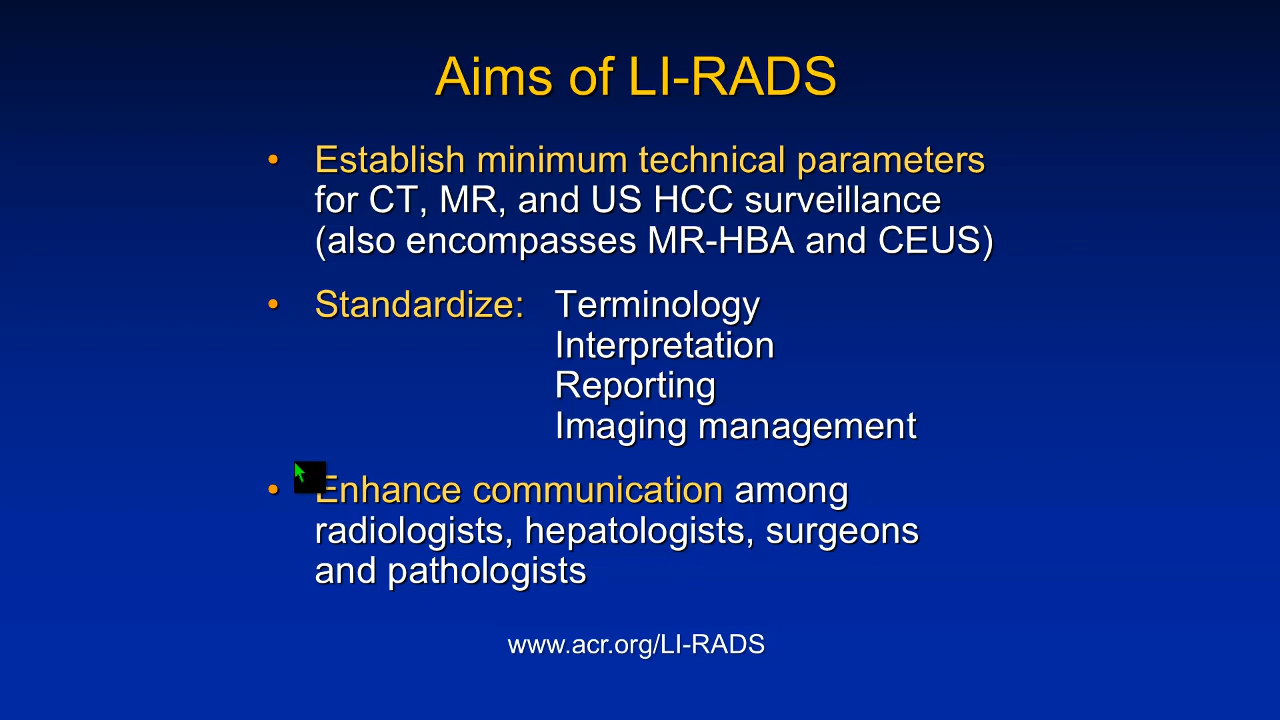 Aims of LI-RADS
• Establish minimum technical parameters
for CT, MR, and US HCC surveillance
(also encompasses MR-HBA and CEUS)
• Standardize: Terminology
Interpretation
Reporting
Imaging management
• Enhance communication among
radiologists, hepatologists, surgeons
and pathologists
www.acr.org/LI-RADS